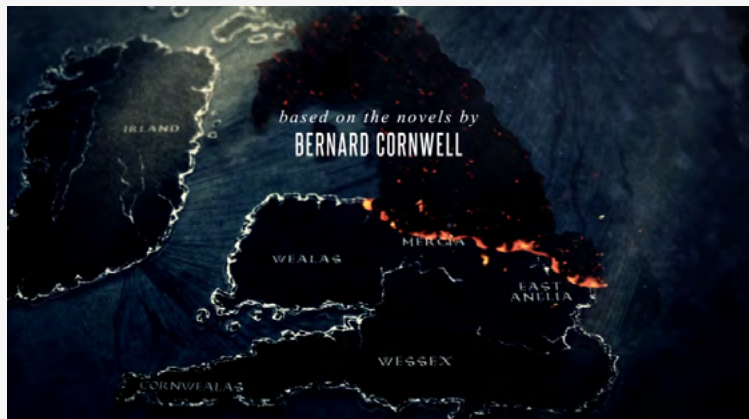 based on the novels by
BERNARD CORNWELL
IRLAND
MERCIA
WEALAS
EAST
ANGLIA
WESSEX
CORNWEALAS